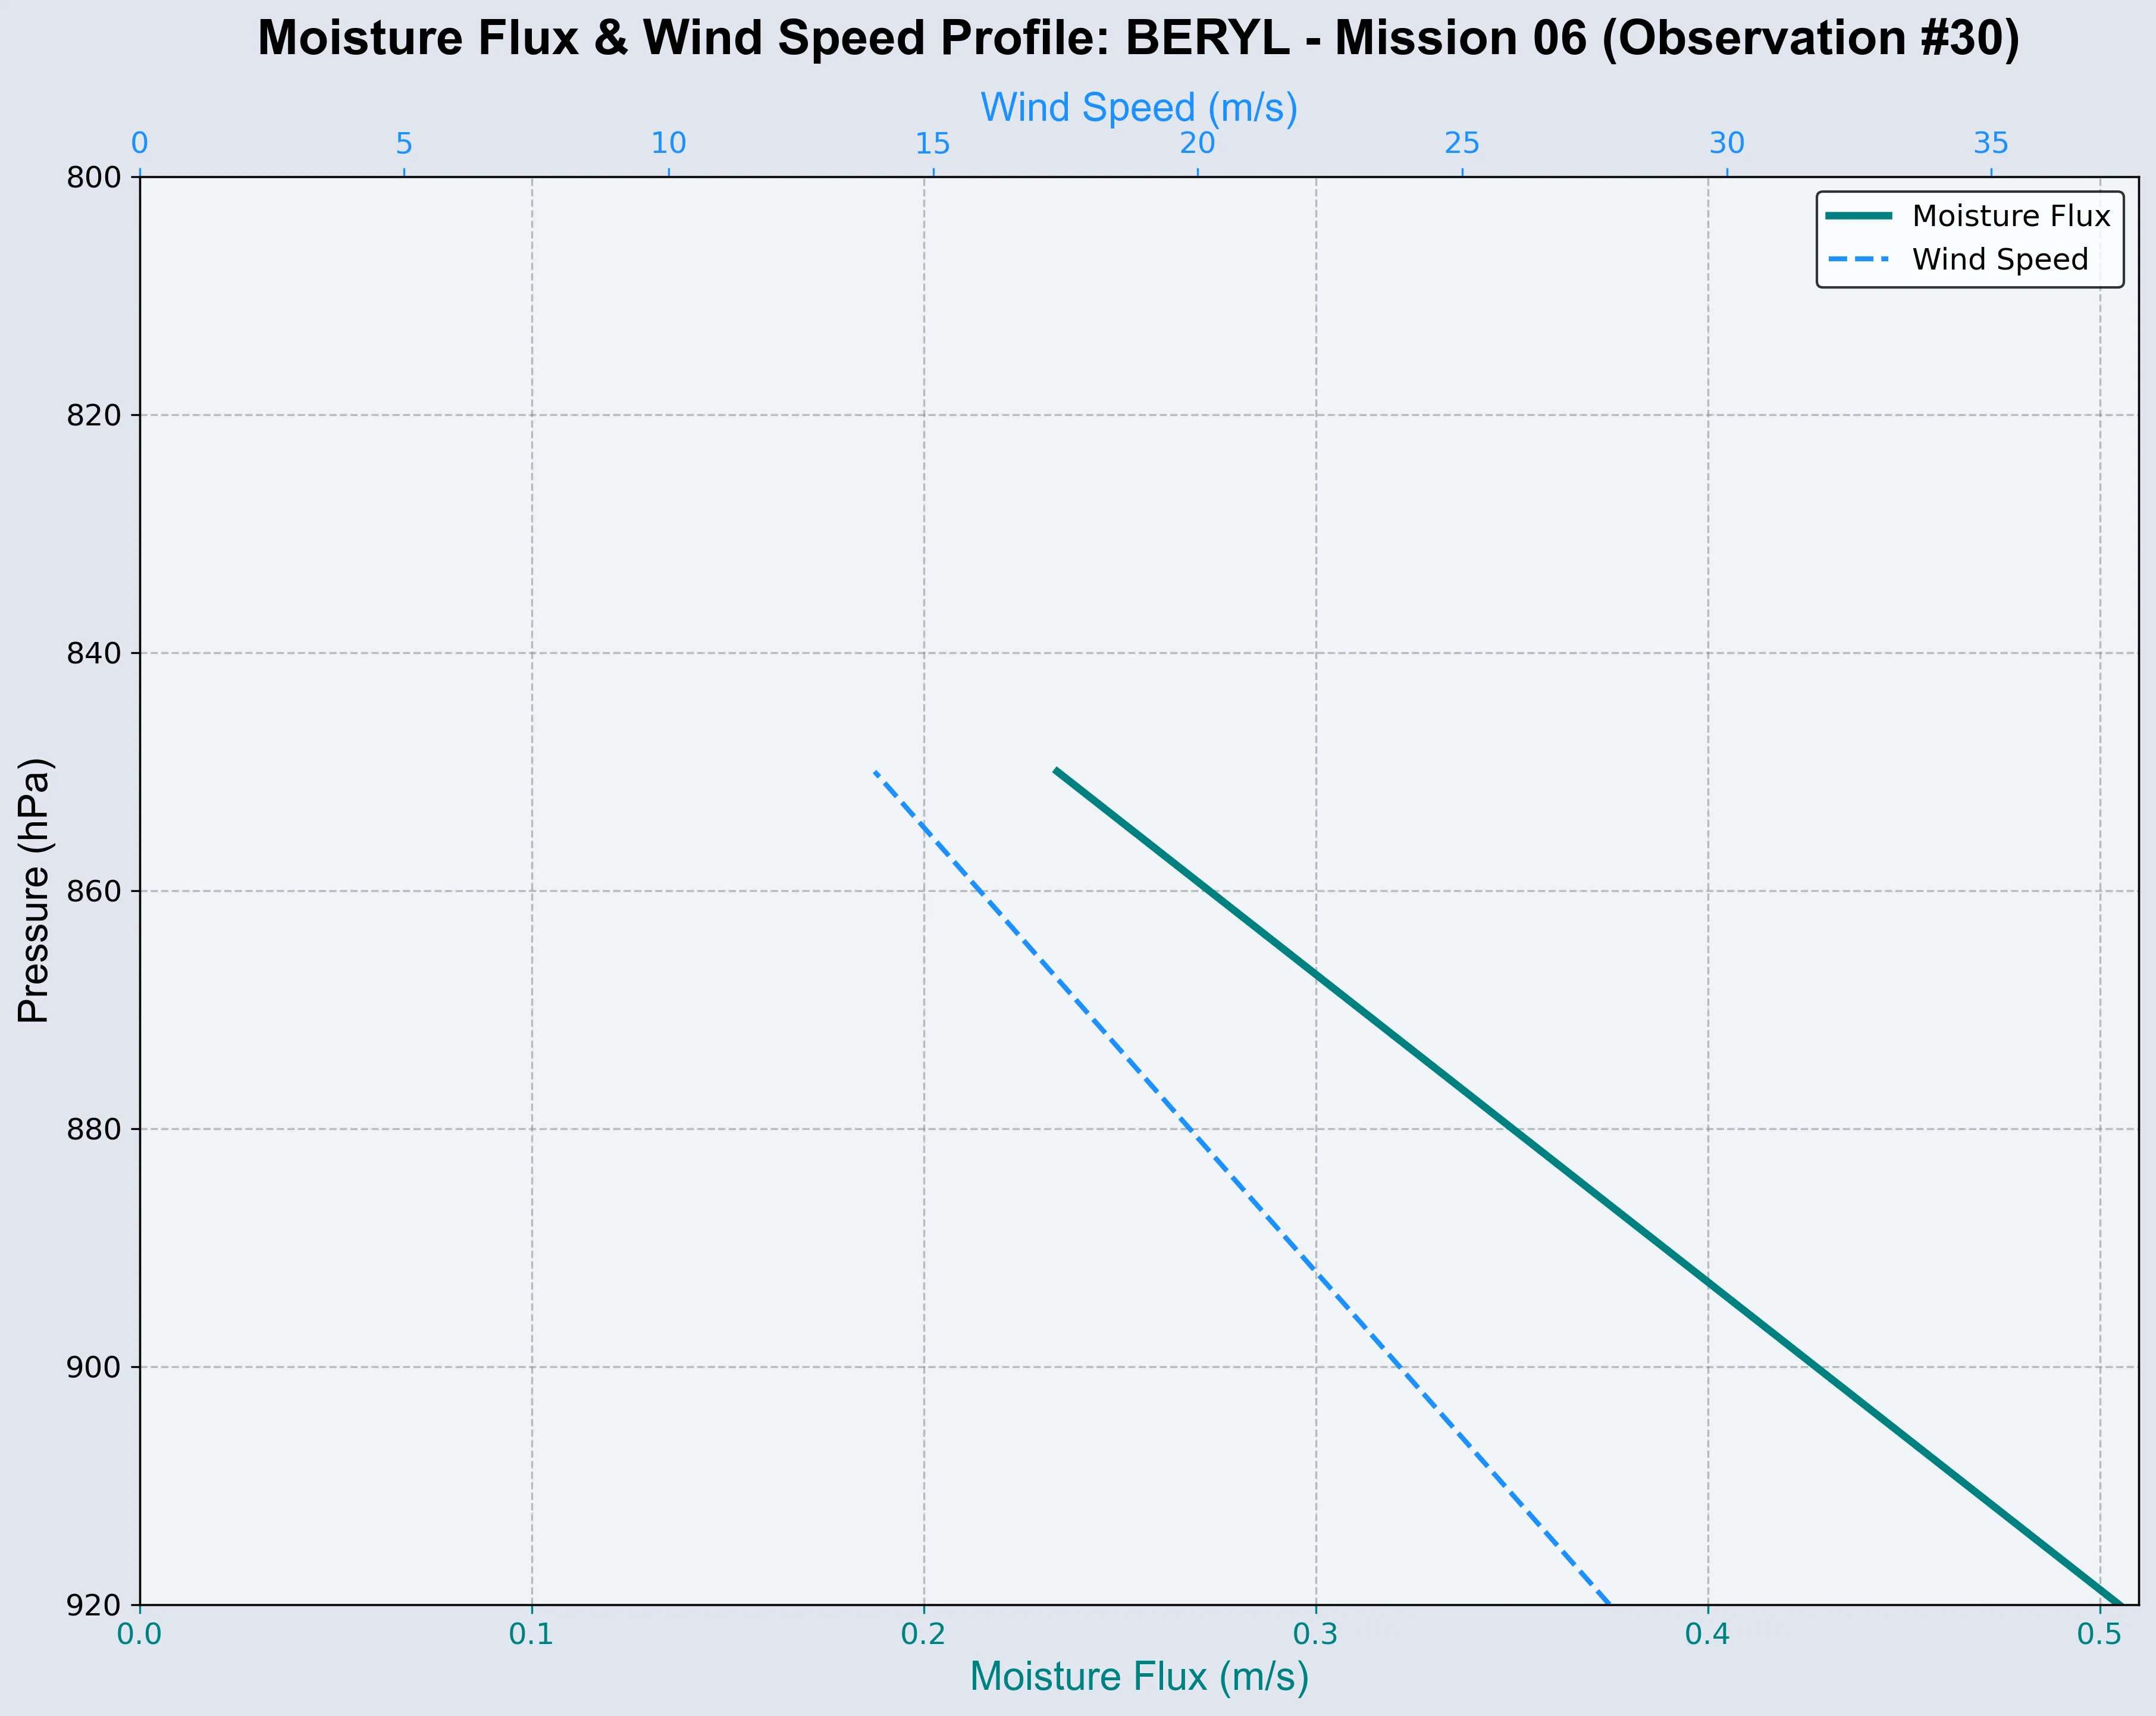 Moisture Flux & Wind Speed Profile: BERYL - Mission 06 (Observation #30)
Wind Speed (m/s)
0 5 10 15 20 25 30 35
Moisture Flux
Wind Speed
800
820
840
860
880
900
920
Pressure (hPa)
0.0 0.1 0.2 0.3 0.4 0.5
Moisture Flux (m/s)